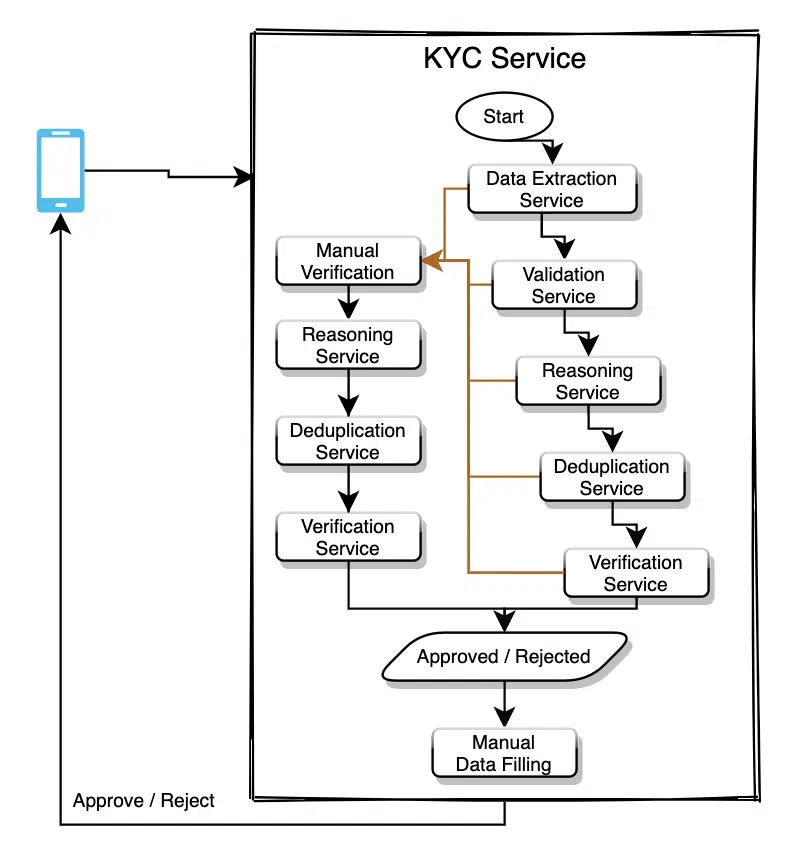 KYC Service
Start
Data Extraction
Service
Manual
Verification
Validation
Service
Reasoning
Service
Reasoning
Service
Deduplication
Service
Deduplication
Service
Verification
Service
Verification
Service
Approved / Rejected
Manual
Data Filling
Approve / Reject